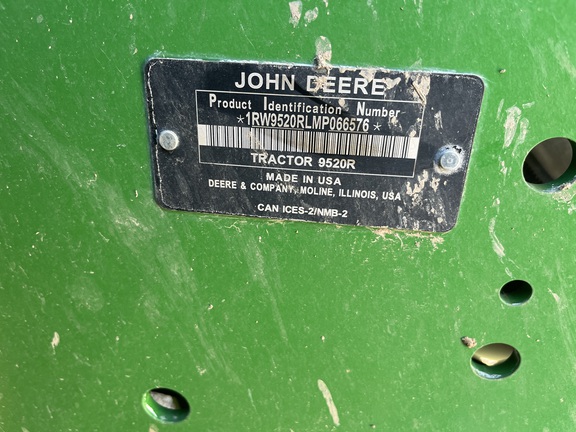 JOHN DEERE
Product Identification Number
*1RW9520RLMP066576*
TRACTOR 9520R
MADE IN USA
DEERE & COMPANY, MOLINE, ILLINOIS, USA
CAN ICES-2/NMB-2